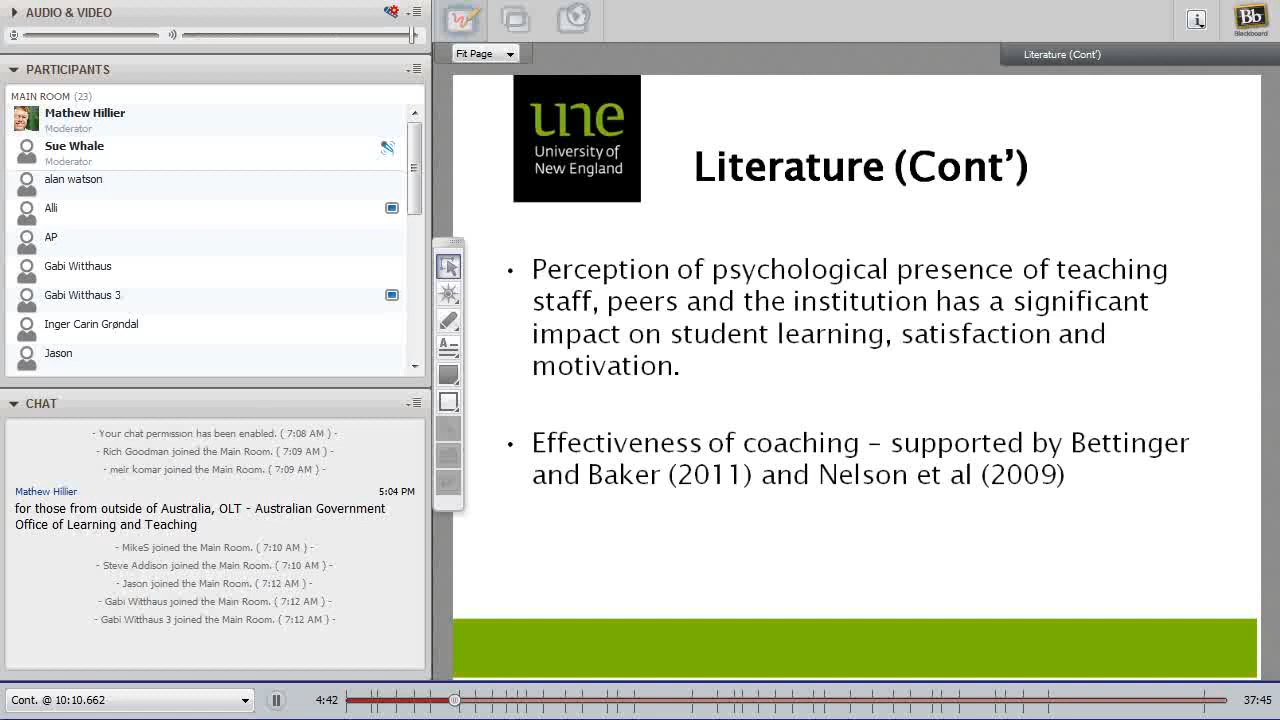 AUDIO & VIDEO
PARTICIPANTS
MAIN ROOM (23)
Mathew Hillier
Moderator
Sue Whale
Moderator
alan watson
Alli
AP
Gabi Witthaus
Gabi Witthaus 3
Inger Carin Grøndal
Jason
CHAT
- Your chat permission has been enabled. ( 7:08 AM ) -
- Rich Goodman joined the Main Room. ( 7:09 AM ) -
- meir komar joined the Main Room. ( 7:09 AM ) -
Mathew Hillier 5:04 PM
for those from outside of Australia, OLT - Australian Government
Office of Learning and Teaching
- MikeS joined the Main Room. ( 7:10 AM ) -
- Steve Addison joined the Main Room. ( 7:10 AM ) -
- Jason joined the Main Room. ( 7:12 AM ) -
- Gabi Witthaus joined the Main Room. ( 7:12 AM ) -
- Gabi Witthaus 3 joined the Main Room. ( 7:12 AM ) -
Bb
Blackboard
Fit Page
Literature (Cont')
une
University of
New England
Literature (Cont’)
• Perception of psychological presence of teaching
staff, peers and the institution has a significant
impact on student learning, satisfaction and
motivation.
• Effectiveness of coaching – supported by Bettinger
and Baker (2011) and Nelson et al (2009)
Cont. @ 10:10.662
4:42
37:45